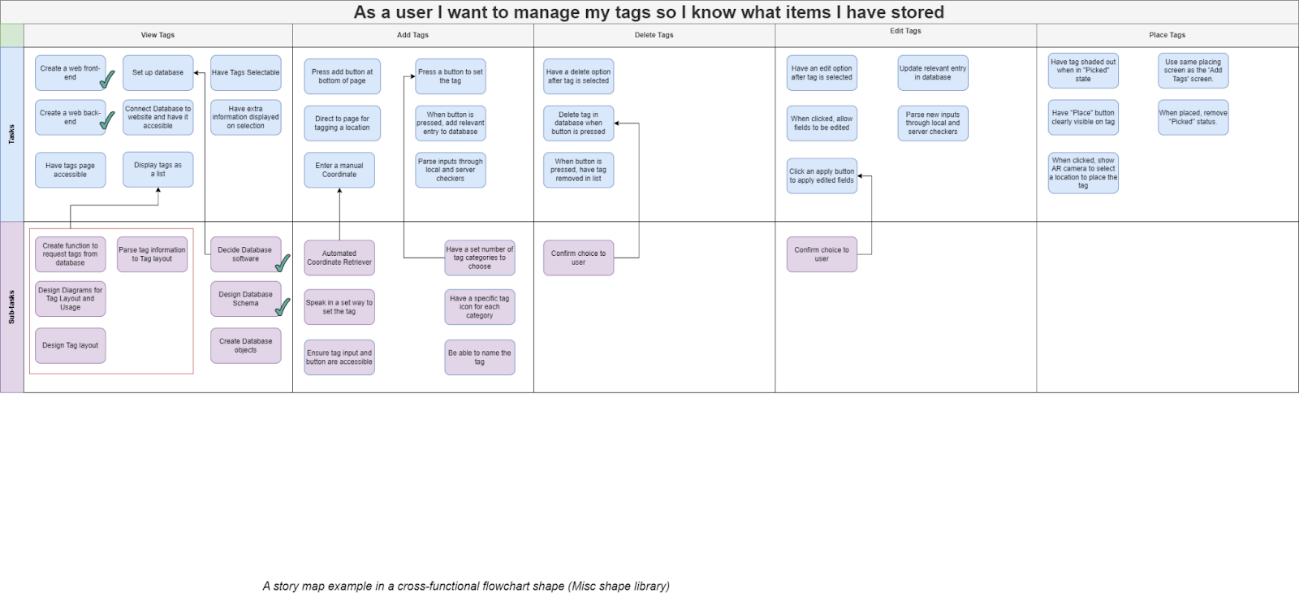 As a user I want to manage my tags so I know what items I have stored
View Tags
Add Tags
Delete Tags
Edit Tags
Place Tags
Tasks
Create a web front-
end
Set up database
Have Tags Selectable
Create a web back-
end
Connect Database to
website and have it
accesible
Have extra
information displayed
on selection
Have tags page
accessible
Display tags as
a list
Press add button at
bottom of page
Press a button to set
the tag
Direct to page for
tagging a location
When button is
pressed, add relevant
entry to database
Enter a manual
Coordinate
Parse inputs through
local and server
checkers
Have a delete option
after tag is selected
Delete tag in
database when
button is pressed
When button is
pressed, have tag
removed in list
Have an edit option
after tag is selected
Update relevant entry
in database
When clicked, allow
fields to be edited
Parse new inputs
through local and
server checkers
Click an apply button
to apply edited fields
Have tag shaded out
when in "Picked"
state
Use same placing
screen as the 'Add
Tags' screen.
Have "Place" button
clearly visible on tag
When placed, remove
"Picked" status.
When clicked, show
AR camera to select
a location to place the
tag
Sub-tasks
Create function to
request tags from
database
Parse tag information
to Tag layout
Decide Database
software
Design Diagrams for
Tag Layout and
Usage
Design Database
Schema
Design Tag layout
Create Database
objects
Automated
Coordinate Retriever
Have a set number of
tag categories to
choose
Speak in a set way to
set the tag
Have a specific tag
icon for each
category
Ensure tag input and
button are accessible
Be able to name the
tag
Confirm choice to
user
Confirm choice to
user
A story map example in a cross-functional flowchart shape (Misc shape library)